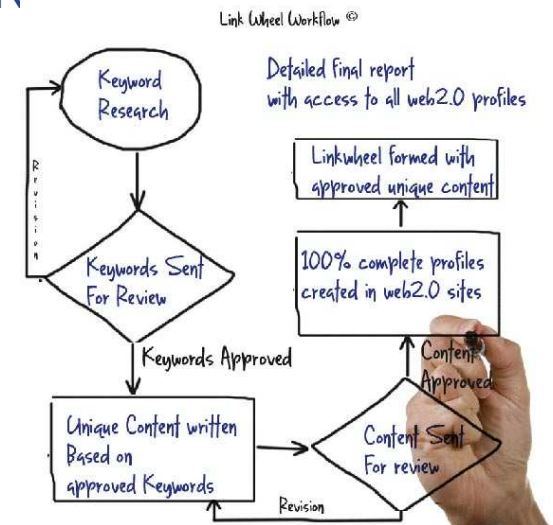 Link Wheel Workflow ©
Keyword
Research
Detailed final report
with access to all web2.0 profiles
Linkwheel formed with
approved unique content
Revision
Keywords Sent
For Review
100% complete profiles
created in web2.0 sites
Keywords Approved
Content
Approved
Unique Content written
Based on
approved Keywords
Content Sent
For review
Revision